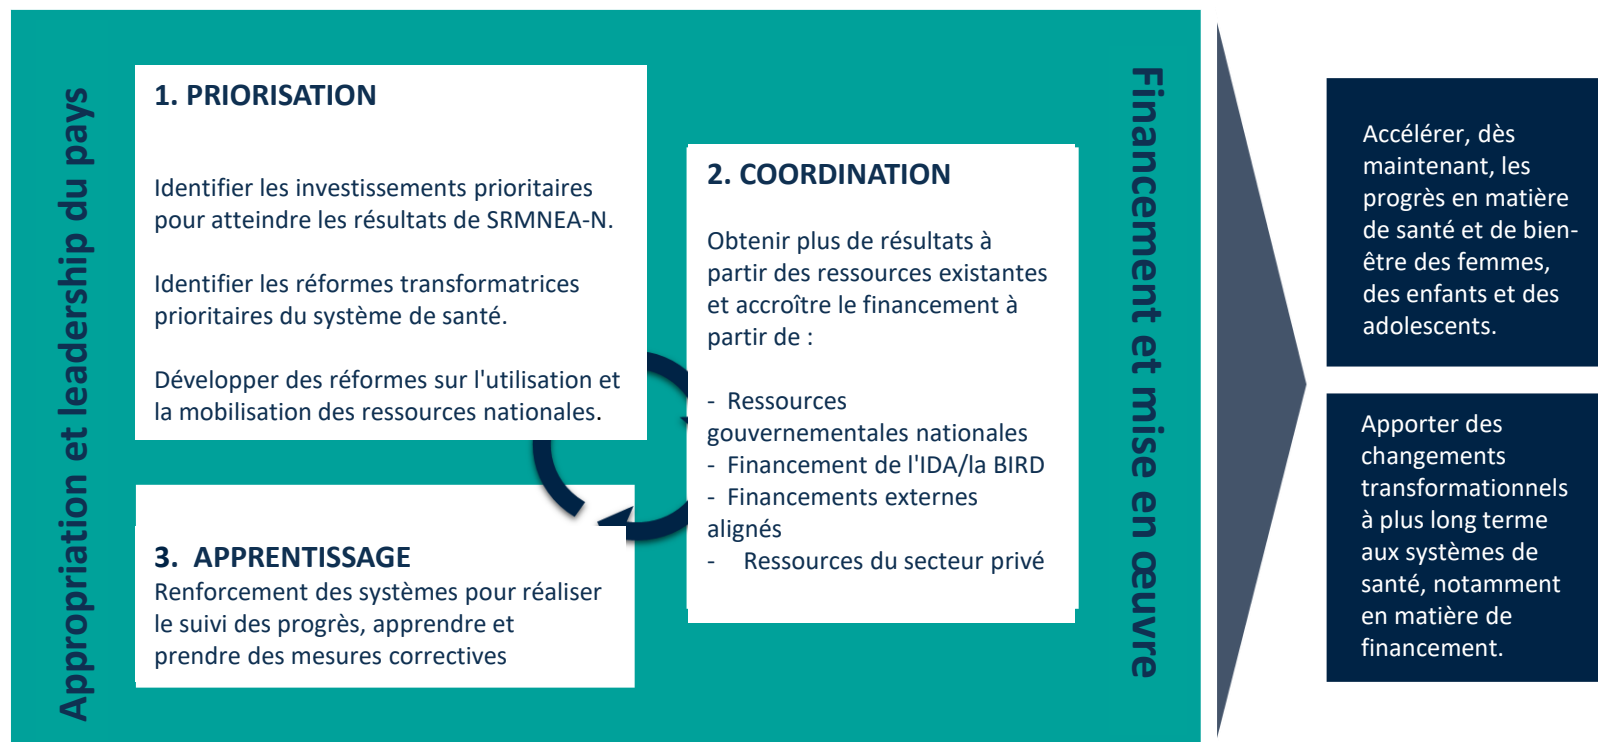 Appropriation et leadership du pays
1. PRIORISATION
Identifier les investissements prioritaires
pour atteindre les résultats de SRMNEA-N.
Identifier les réformes transformatrices
prioritaires du système de santé.
Développer des réformes sur l'utilisation et
la mobilisation des ressources nationales.
2. COORDINATION
Obtenir plus de résultats à
partir des ressources existantes
et accroître le financement à
partir de :
- Ressources
gouvernementales nationales
- Financement de l'IDA/la BIRD
- Financements externes
alignés
- Ressources du secteur privé
3. APPRENTISSAGE
Renforcement des systèmes pour réaliser
le suivi des progrès, apprendre et
prendre des mesures correctives
Financement et mise en œuvre
Accélérer, dès
maintenant, les
progrès en matière
de santé et de bien-
être des femmes,
des enfants et des
adolescents.
Apporter des
changements
transformationnels
à plus long terme
aux systèmes de
santé, notamment
en matière de
financement.